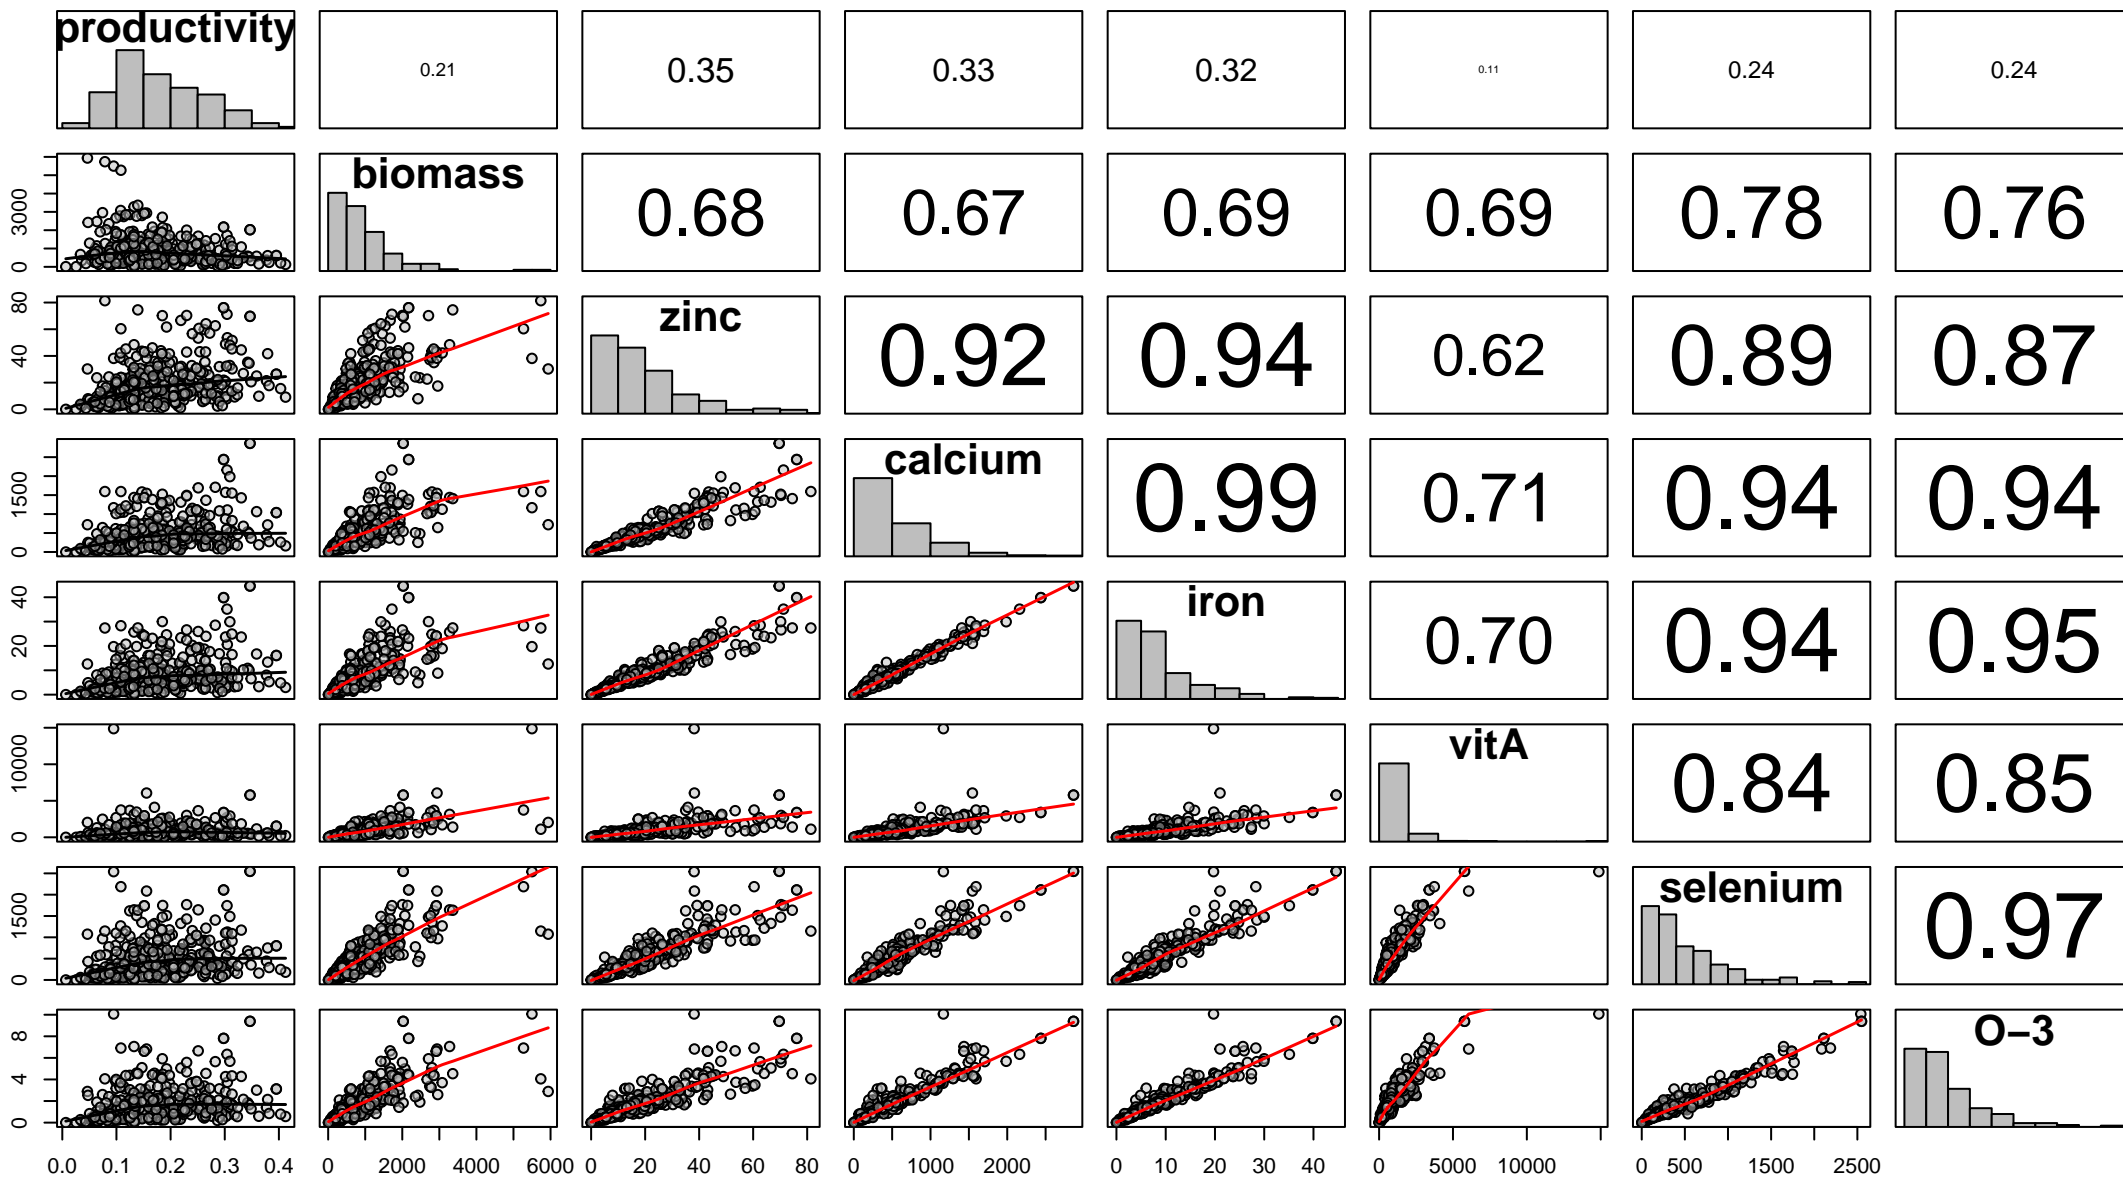 productivity
0.21 0.35 0.33 0.32 0.11 0.24 0.24
biomass
0.68 0.67 0.69 0.69 0.78 0.76
0 3000
zinc
0.92 0.94 0.62 0.89 0.87
0 40 80
calcium
0.99 0.71 0.94 0.94
0 1500
iron
0.70 0.94 0.95
0 20 40
vitA
0.84 0.85
0 10000
selenium
0.97
0 1500
O−3
0 4 8
0.0 0.1 0.2 0.3 0.4 0 2000 4000 6000 0 20 40 60 80 0 1000 2000 0 10 20 30 40 0 5000 10000 0 500 1500 2500